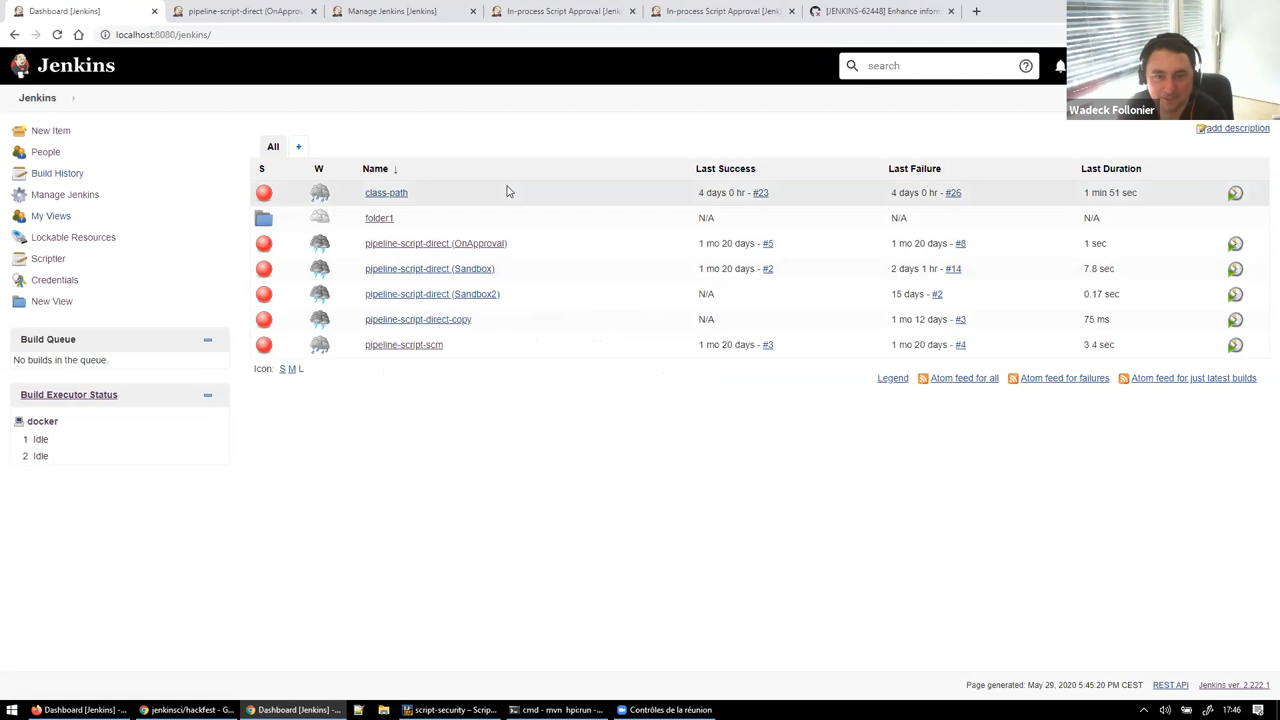 Dashboard [Jenkins]
pipeline-script-direct (OnApprov
Manage Jenkins [Jenkins]
In-process Script Approval [Jenk
In-process Script Approval [Jenk
[JENKINS-62448] Enhance infor
localhost:8080/jenkins/
Jenkins
search
Wadeck Follonier
Jenkins
add description
New Item
People
Build History
Manage Jenkins
My Views
Lockable Resources
Scriptler
Credentials
New View
Build Queue
No builds in the queue.
Build Executor Status
docker
1 Idle
2 Idle
All +
S W Name ↓ Last Success Last Failure Last Duration
class-path 4 days 0 hr - #23 4 days 0 hr - #26 1 min 51 sec
folder1 N/A N/A N/A
pipeline-script-direct (OnApproval) 1 mo 20 days - #5 1 mo 20 days - #8 1 sec
pipeline-script-direct (Sandbox) 1 mo 20 days - #2 2 days 1 hr - #14 7.8 sec
pipeline-script-direct (Sandbox2) N/A 15 days - #2 0.17 sec
pipeline-script-direct-copy N/A 1 mo 12 days - #3 75 ms
pipeline-script-scm 1 mo 20 days - #3 1 mo 20 days - #4 3.4 sec
Icon: S M L
Legend Atom feed for all Atom feed for failures Atom feed for just latest builds
Page generamed: May 29, 2020 5:45:20 PM CEST REST API Jenkins ver. 2.222.1
Dashboard [Jenkins] -...
jenkinsci/hackfest - G...
Dashboard [Jenkins] -...
script-security – Scrip...
cmd - mvn hpi:run -...
Contrôles de la réunion
17:46